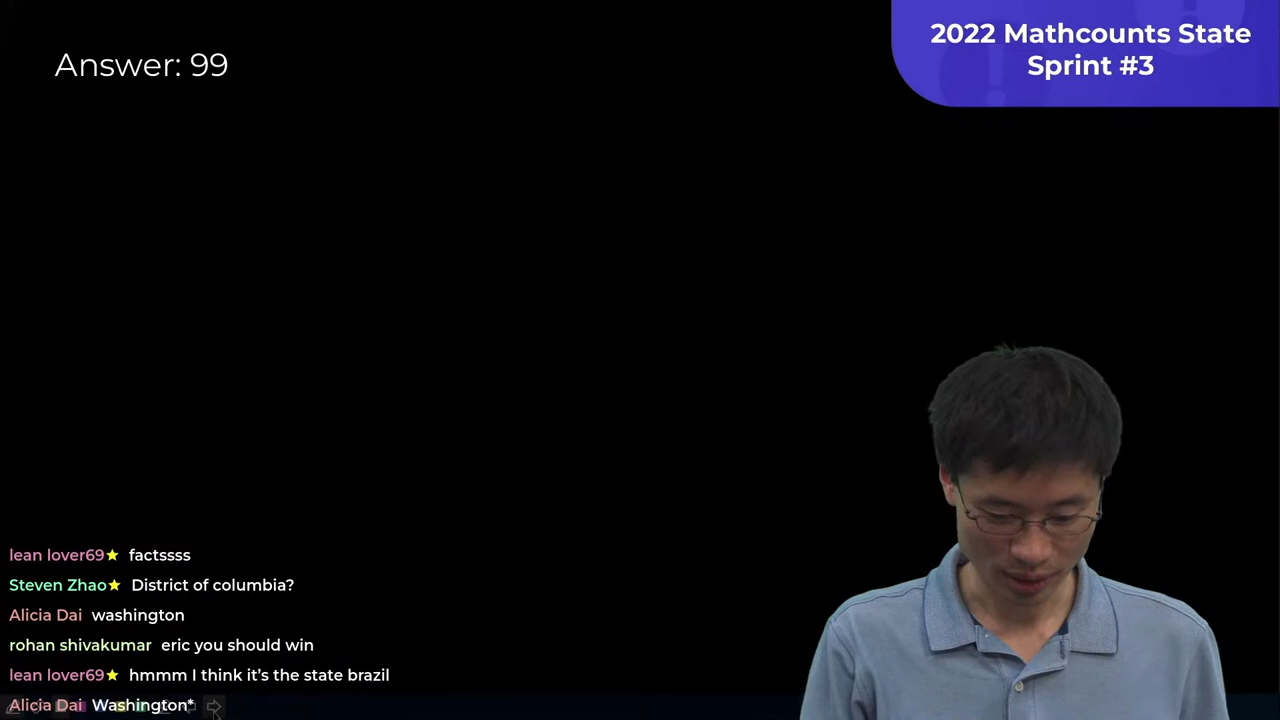 Answer: 99
2022 Mathcounts State
Sprint #3
lean lover69 factssss
Steven Zhao District of columbia?
Alicia Dai washington
rohan shivakumar eric you should win
lean lover69 hmmm I think it’s the state brazil
Alicia Dai Washington*